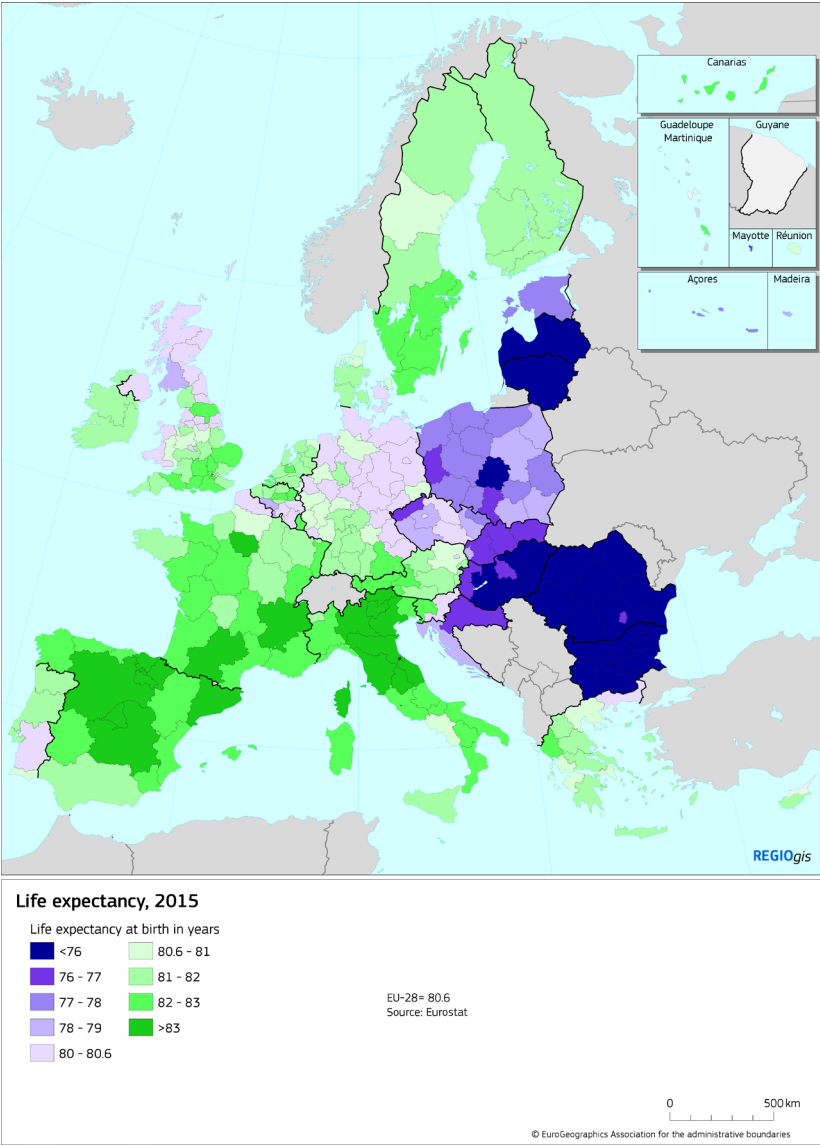 Canarias
Guadeloupe
Martinique
Guyane
Mayotte
Réunion
Açores
Madeira
REGIOgis
Life expectancy, 2015
Life expectancy at birth in years
<76
76 - 77
77 - 78
78 - 79
80 - 80.6
80.6 - 81
81 - 82
82 - 83
>83
EU-28= 80.6
Source: Eurostat
0 500 km
© EuroGeographics Association for the administrative boundaries